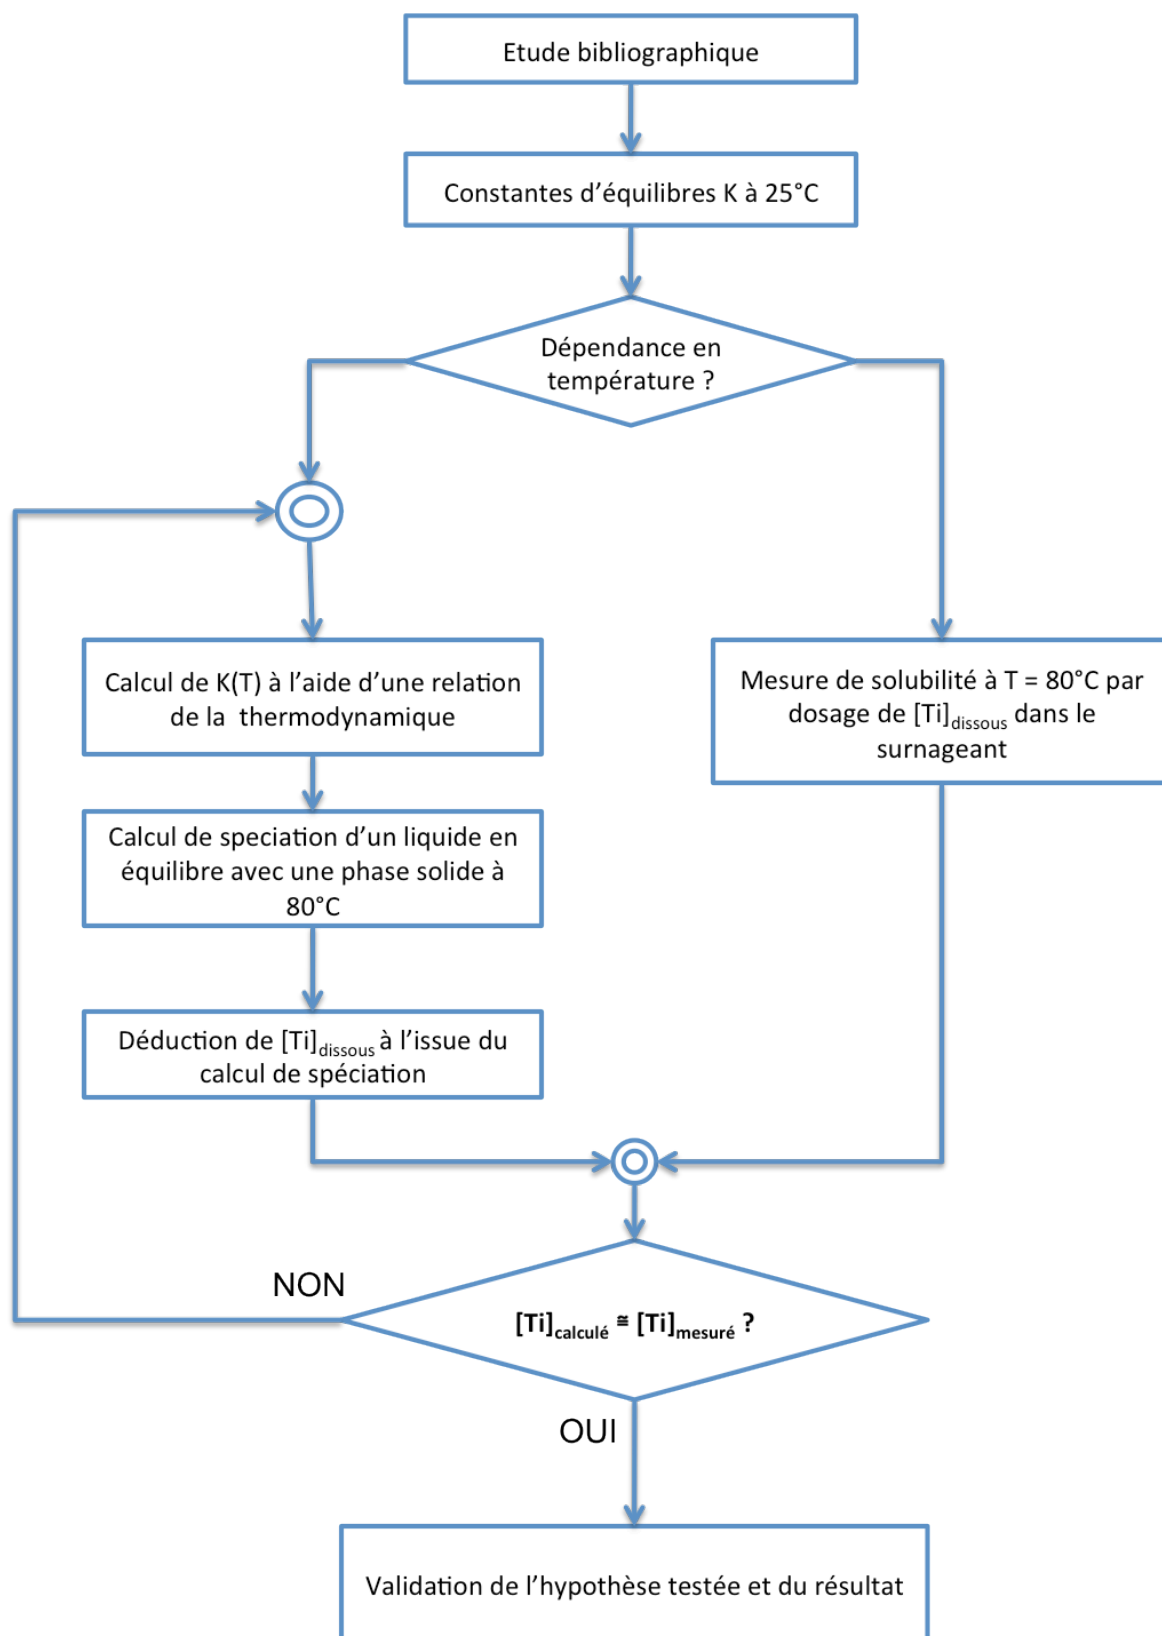 Etude bibliographique
Constantes d’équilibres K à 25°C
Dépendance en
température ?
Calcul de K(T) à l’aide d’une relation
de la thermodynamique
Mesure de solubilité à T = 80°C par
dosage de [Ti]dissous dans le
surnageant
Calcul de speciation d’un liquide en
équilibre avec une phase solide à
80°C
Déduction de [Ti]dissous à l’issue du
calcul de spéciation
NON
[Ti]calculé ≅ [Ti]mesuré ?
OUI
Validation de l’hypothèse testée et du résultat